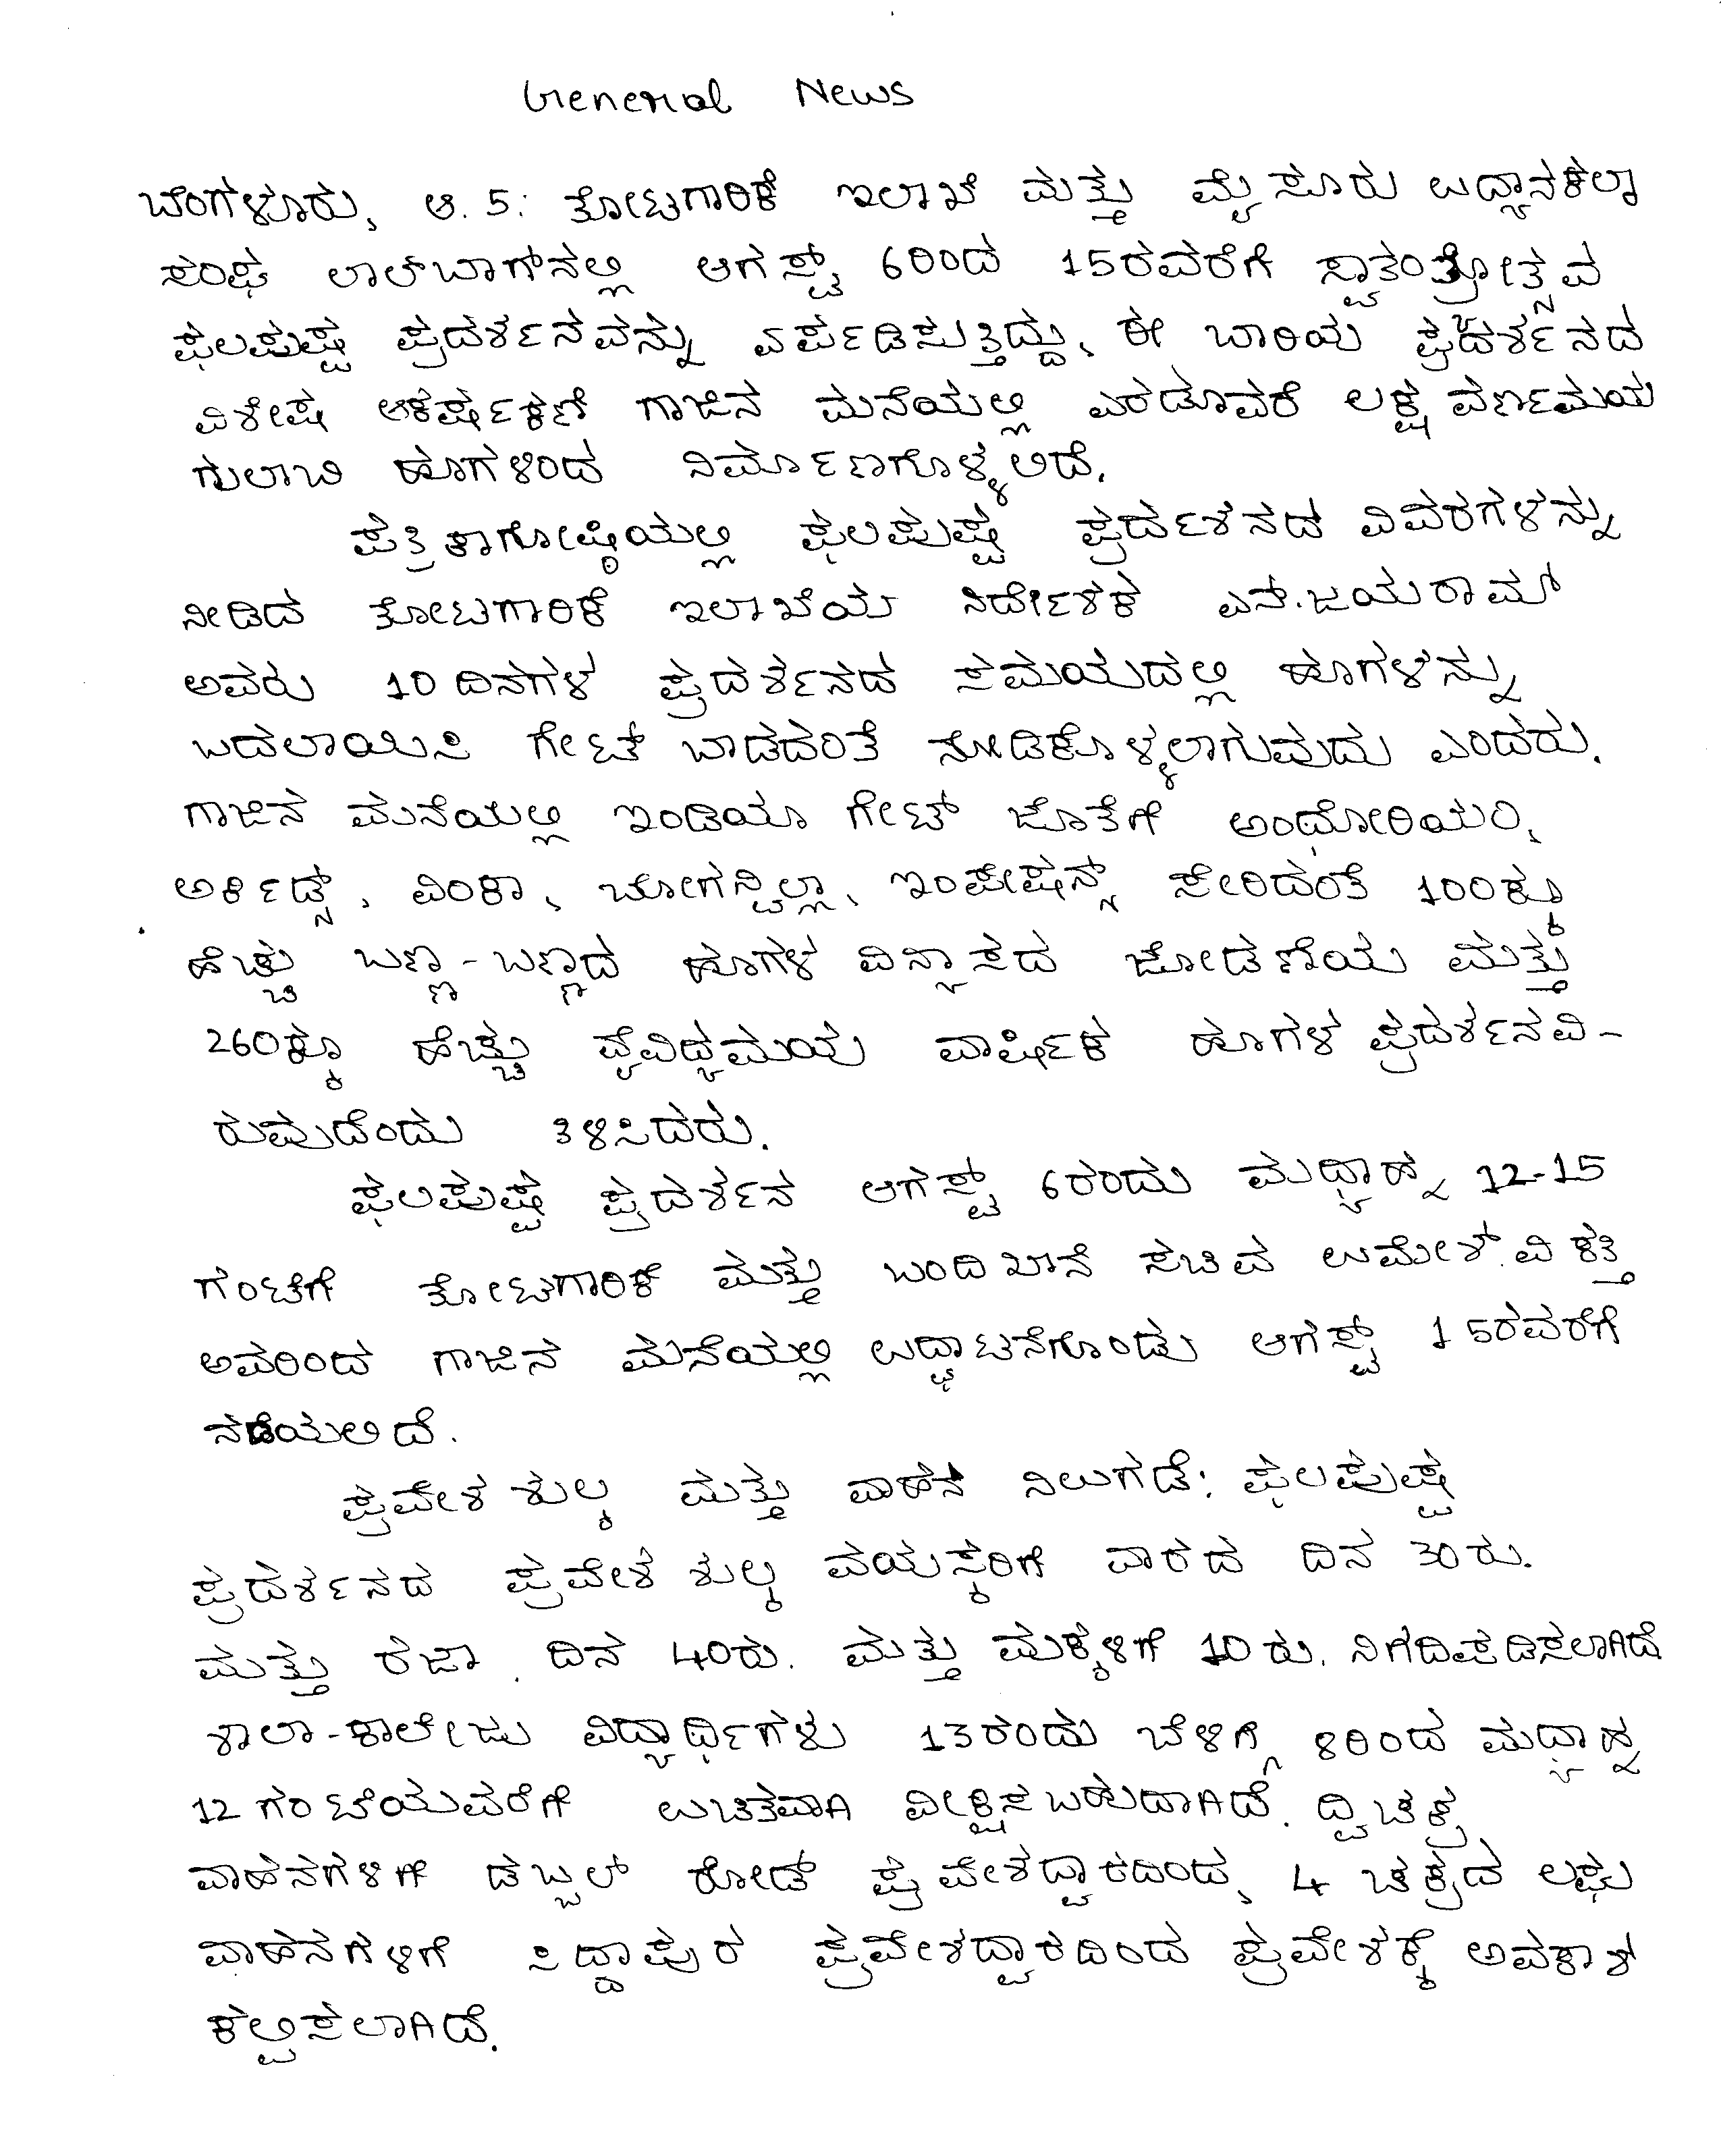 General News
ಬೆಂಗಳೂರು, ಆ. 5: ತೋಟಗಾರಿಕೆ ಇಲಾಖೆ ಮತ್ತು ಮೈಸೂರು ಉದ್ಯಾನಕಲಾ
ಸಂಘ ಲಾಲ್‌ಬಾಗ್‌ನಲ್ಲಿ ಆಗಸ್ಟ್ 6ರಿಂದ 15ರವರೆಗೆ ಸ್ವಾತಂತ್ರ್ಯೋತ್ಸವ
ಫಲಪುಷ್ಪ ಪ್ರದರ್ಶನವನ್ನು ಏರ್ಪಡಿಸುತ್ತಿದ್ದು, ಈ ಬಾರಿಯ ಪ್ರದರ್ಶನದ
ವಿಶೇಷ ಆಕರ್ಷಕಣೆ ಗಾಜಿನ ಮನೆಯಲ್ಲಿ ಎರಡೂವರೆ ಲಕ್ಷ ವರ್ಣಮಯ
ಗುಲಾಬಿ ಹೂಗಳಿಂದ ನಿರ್ಮಾಣಗೊಳ್ಳಲಿದೆ.
ಪತ್ರಿಕಾಗೋಷ್ಠಿಯಲ್ಲಿ ಫಲಪುಷ್ಪ ಪ್ರರ್ದಶನದ ವಿವರಗಳನ್ನು
ನೀಡಿದ ತೋಟಗಾರಿಕೆ ಇಲಾಖೆಯ ನಿರ್ದೇಶಕ ಎನ್.ಜಯರಾಮ್
ಅವರು 10 ದಿನಗಳ ಪ್ರದರ್ಶನದ ಸಮಯದಲ್ಲಿ ಹೂಗಳನ್ನು
ಬದಲಾಯಿಸಿ ಗೇಟ್ ಬಾಡದಂತೆ ನೋಡಿಕೊಳ್ಳಲಾಗುವುದು ಎಂದರು.
ಗಾಜಿನ ಮನೆಯಲ್ಲಿ ಇಂಡಿಯಾ ಗೇಟ್ ಜೊತೆಗೆ ಅಂಥೋರಿಯಂ,
ಅರ್ಕಿಡ್ಸ್, ವಿಂಕಾ, ಬೋಗನ್ವಿಲ್ಲಾ, ಇಂಪೇಷನ್ಸ್ ಸೇರಿದಂತೆ 100ಕ್ಕೂ
ಹೆಚ್ಚು ಬಣ್ಣ-ಬಣ್ಣದ ಹೂಗಳ ವಿನ್ಯಾಸದ ಜೋಡಣೆಯ ಮತ್ತು
260ಕ್ಕೂ ಹೆಚ್ಚು ವೈವಿಧ್ಯಮಯ ವಾರ್ಷಿಕ ಹೂಗಳ ಪ್ರದರ್ಶನವಿ-
ರುವುದೆಂದು ತಿಳಿಸಿದರು.
ಫಲಪುಷ್ಪ ಪ್ರದರ್ಶನ ಆಗಸ್ಟ್ 6ರಂದು ಮಧ್ಯಾಹ್ನ 12-15
ಗಂಟೆಗೆ ತೋಟಗಾರಿಕೆ ಮತ್ತು ಬಂದಿಖಾನೆ ಸಚಿವ ಉಮೇಶ್.ವಿ ಕತ್ತಿ
ಅವರಿಂದ ಗಾಜಿನ ಮನೆಯಲ್ಲಿ ಉದ್ಘಾಟನೆಗೊಂಡು ಆಗಸ್ಟ್ 15ರವರೆಗೆ
ನಡೆಯಲಿದೆ.
ಪ್ರವೇಶ ಶುಲ್ಕ ಮತ್ತು ವಾಹನ ನಿಲುಗಡೆ: ಫಲಪುಷ್ಪ
ಪ್ರದರ್ಶನದ ಪ್ರವೇಶ ಶುಲ್ಕ ವಯಸ್ಕರಿಗೆ ವಾರದ ದಿನ 30ರು.
ಮತ್ತು ರಜಾ ದಿನ 40ರು. ಮತ್ತು ಮಕ್ಕಳಿಗೆ 10 ರು. ನಿಗದಿಪಡಿಸಲಾಗಿದೆ
ಶಾಲಾ-ಕಾಲೇಜು ವಿದ್ಯಾರ್ಥಿಗಳು 13ರಂದು ಬೆಳಿಗ್ಗೆ 8ರಿಂದ ಮಧ್ಯಾಹ್ನ
12 ಗಂಟೆಯವರೆಗೆ ಉಚಿತವಾಗಿ ವೀಕ್ಷಿಸಬಹುದಾಗಿದೆ. ದ್ವಿಚಕ್ರ
ವಾಹನಗಳಿಗೆ ಡಬ್ಬಲ್ ರೋಡ್ ಪ್ರವೇಶದ್ವಾರದಿಂದ, 4 ಚಕ್ರದ ಲಘು
ವಾಹನಗಳಿಗೆ ಸಿದ್ದಾಪುರ ಪ್ರವೇಶದ್ವಾರದಿಂದ ಪ್ರವೇಶಕ್ಕೆ ಅವಕಾಶ
ಕಲ್ಪಿಸಲಾಗಿದೆ.